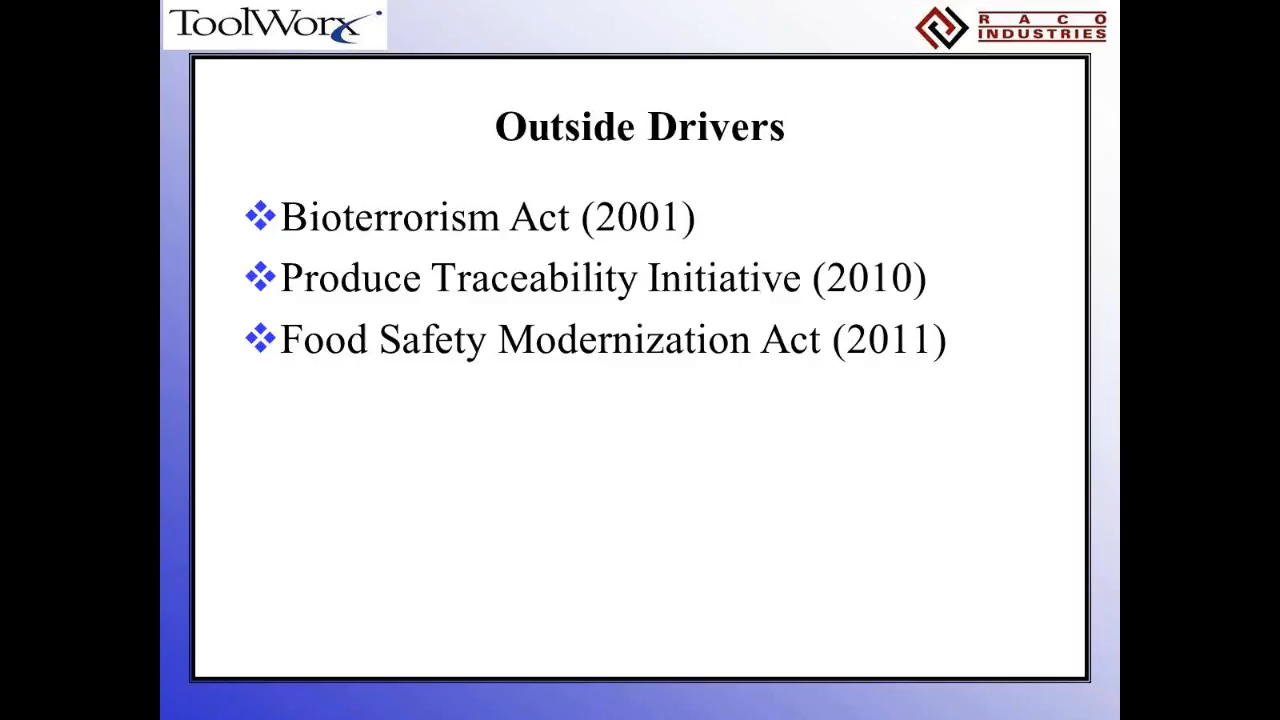 ToolWorx
RACO
INDUSTRIES
Outside Drivers
Bioterrorism Act (2001)
Produce Traceability Initiative (2010)
Food Safety Modernization Act (2011)